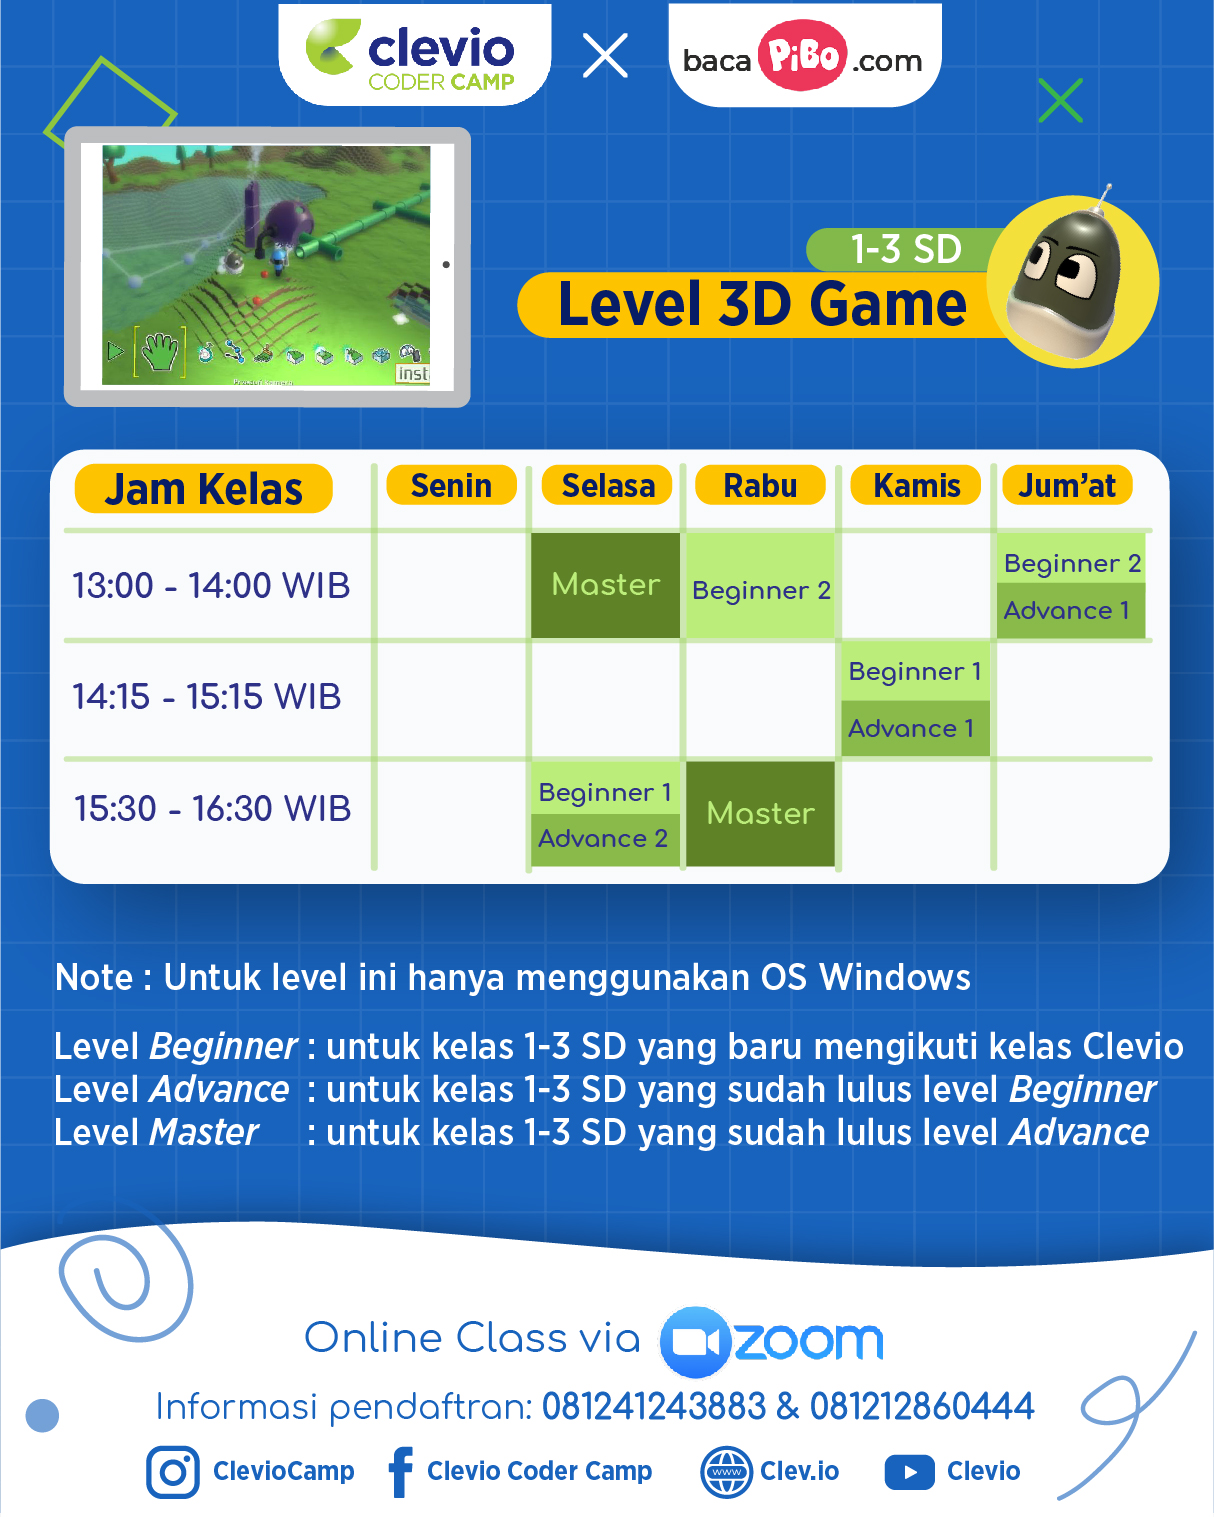 clevio
CODER CAMP
baca PiBo .com
1-3 SD
Level 3D Game
inst
Jam Kelas Senin Selasa Rabu Kamis Jum'at
13:00 - 14:00 WIB Master Beginner 2 Beginner 2
Advance 1
14:15 - 15:15 WIB Beginner 1
Advance 1
15:30 - 16:30 WIB Beginner 1 Master
Advance 2
Note : Untuk level ini hanya menggunakan OS Windows
Level Beginner : untuk kelas 1-3 SD yang baru mengikuti kelas Clevio
Level Advance : untuk kelas 1-3 SD yang sudah lulus level Beginner
Level Master : untuk kelas 1-3 SD yang sudah lulus level Advance
Online Class via zoom
Informasi pendaftran: 081241243883 & 081212860444
ClevioCamp Clevio Coder Camp www Clev.io Clevio